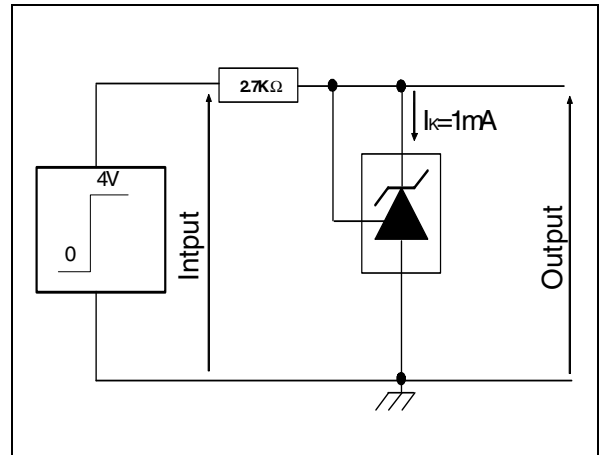 2.7KΩ
IK=1mA
4V
0
Intput
Output